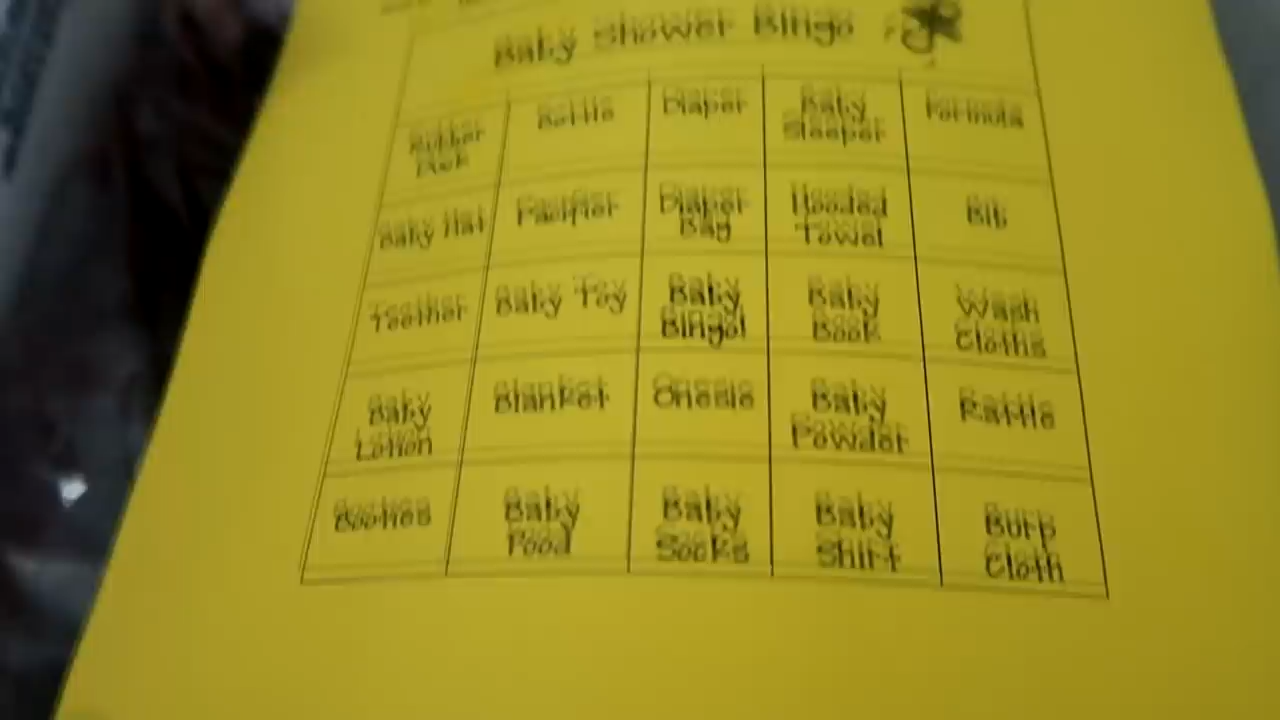 Baby Shower Bingo
Rubber
Duck
Bottle
Diaper
Baby
Sleeper
Formula
Baby Hat
Pacifier
Diaper
Bag
Hooded
Towel
Bib
Teether
Baby Toy
Baby
Bingo!
Baby
Book
Wash
Cloths
Baby
Lotion
Blanket
Onesie
Baby
Powder
Rattle
Booties
Baby
Food
Baby
Socks
Baby
Shirt
Burp
Cloth